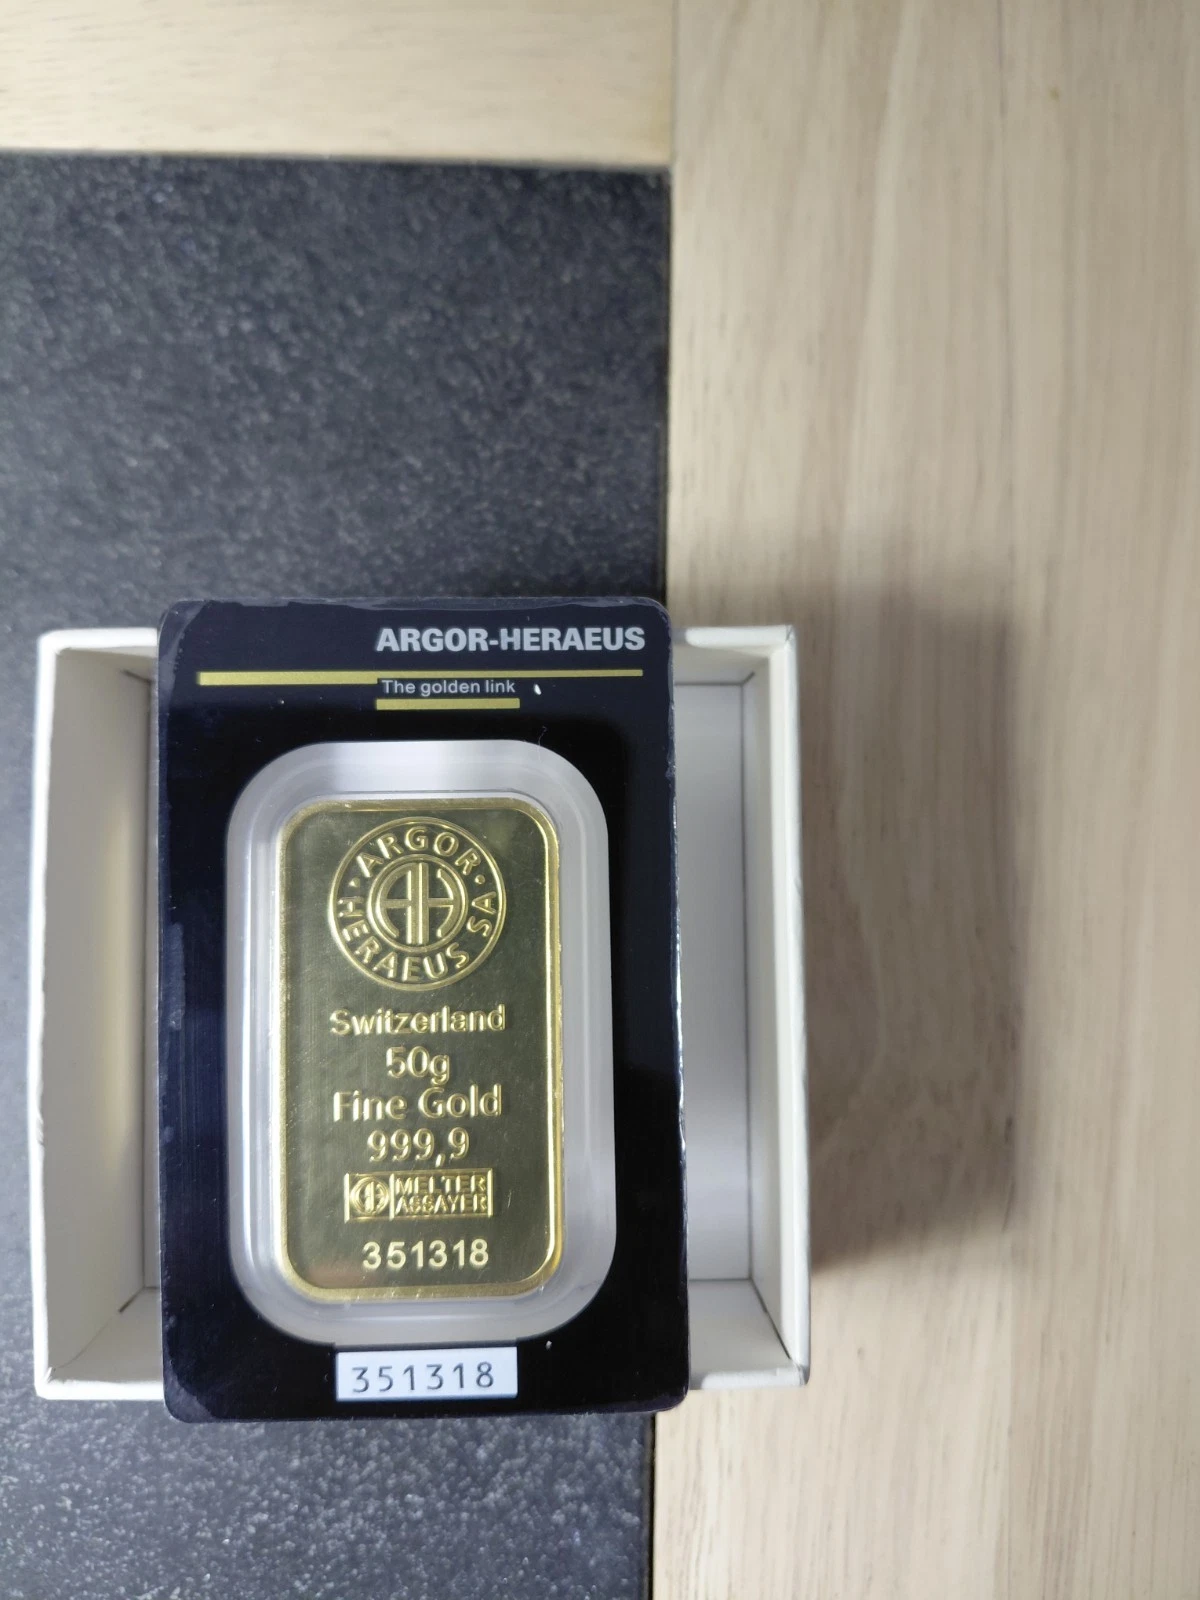 ARGOR-HERAEUS
The golden link
ARGOR HERAEUS SA
AH
Switzerland
50g
Fine Gold
999,9
MELTER
ASSAYER
351318
351318